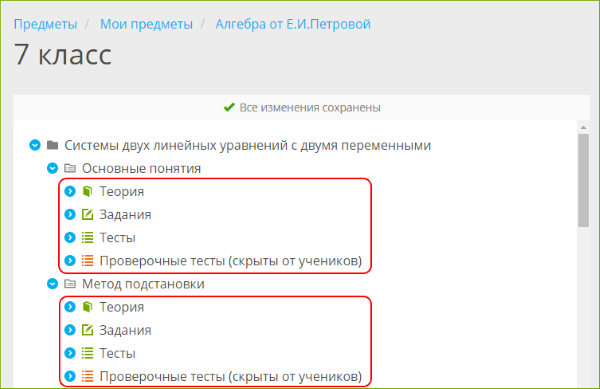 Предметы / Мои предметы / Алгебра от Е.И.Петровой
7 класс
Все изменения сохранены
Системы двух линейных уравнений с двумя переменными
Основные понятия
Теория
Задания
Тесты
Проверочные тесты (скрыты от учеников)
Метод подстановки
Теория
Задания
Тесты
Проверочные тесты (скрыты от учеников)